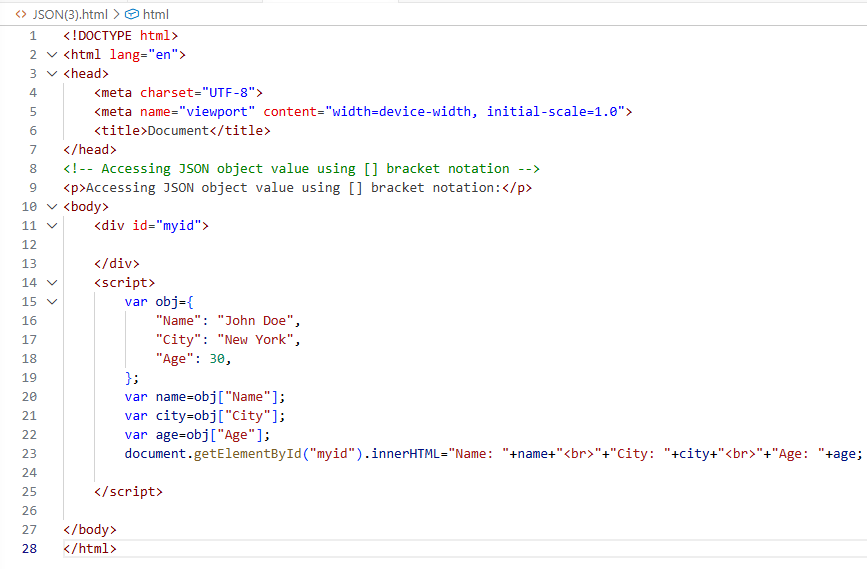 JSON(3).html > html
1 <!DOCTYPE html>
2 <html lang="en">
3 <head>
4     <meta charset="UTF-8">
5     <meta name="viewport" content="width=device-width, initial-scale=1.0">
6     <title>Document</title>
7 </head>
8 <!-- Accessing JSON object value using [] bracket notation -->
9 <p>Accessing JSON object value using [] bracket notation:</p>
10 <body>
11     <div id="myid">
12
13     </div>
14     <script>
15         var obj={
16             "Name": "John Doe",
17             "City": "New York",
18             "Age": 30,
19         };
20         var name=obj["Name"];
21         var city=obj["City"];
22         var age=obj["Age"];
23         document.getElementById("myid").innerHTML="Name: "+name+"<br>"+"City: "+city+"<br>"+"Age: "+age;
24
25     </script>
26
27 </body>
28 </html>